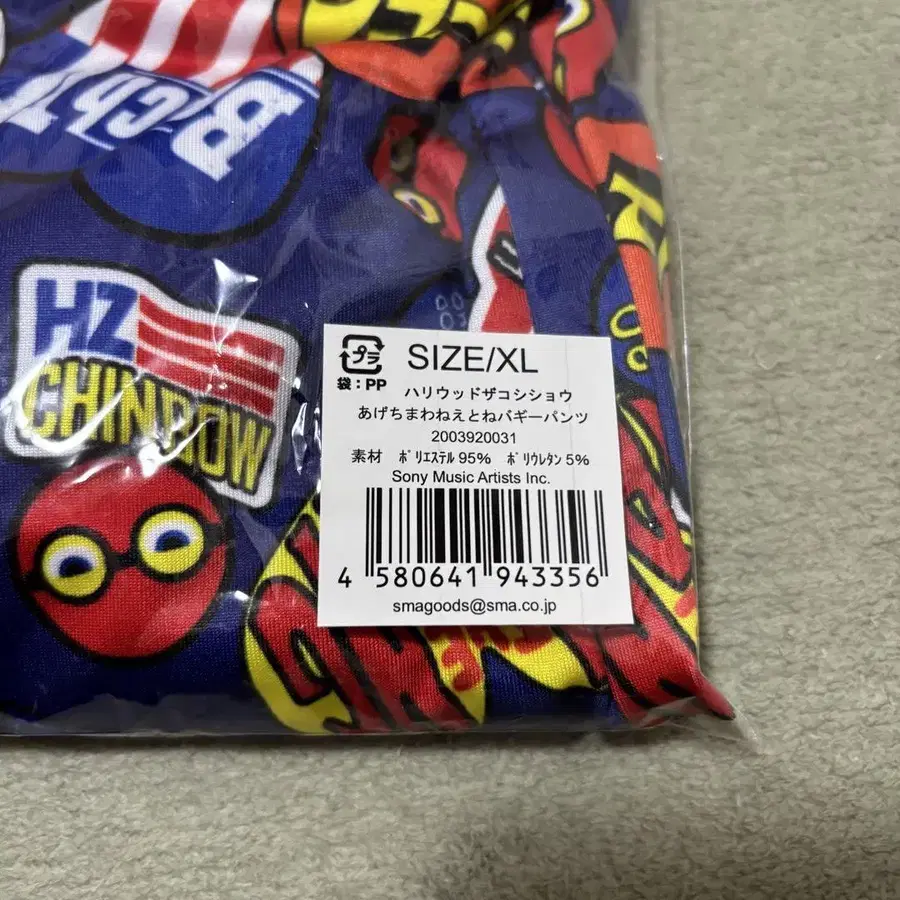 HZ
CHINROW
プラ
袋：PP
SIZE/XL
ハリウッドザコシショウ
あげちまわねえとねバギーパンツ
2003920031
素材 ﾎﾟﾘｴｽﾃﾙ 95% ﾎﾟﾘｳﾚﾀﾝ 5%
Sony Music Artists Inc.
4 580641 943356
smagoods@sma.co.jp